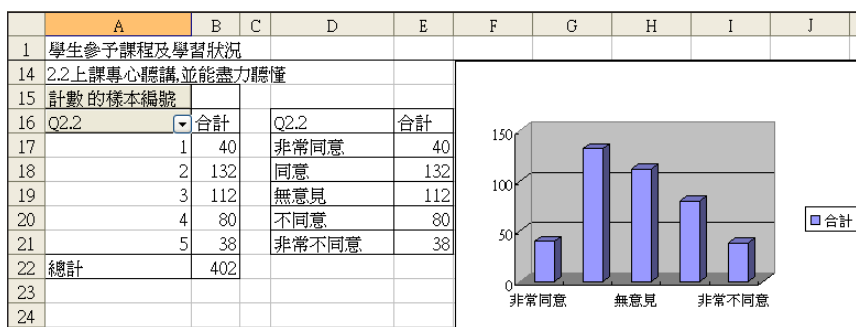 A B C D E F G H I J
1 學生參予課程及學習狀況
14 2.2上課專心聽講,並能盡力聽懂
15 計數 的樣本編號
16 Q2.2 合計 Q2.2 合計
17 1 40 非常同意 40
18 2 132 同意 132
19 3 112 無意見 112
20 4 80 不同意 80
21 5 38 非常不同意 38
22 總計 402
23
24
150
100
50
0
非常同意 無意見 非常不同意
合計